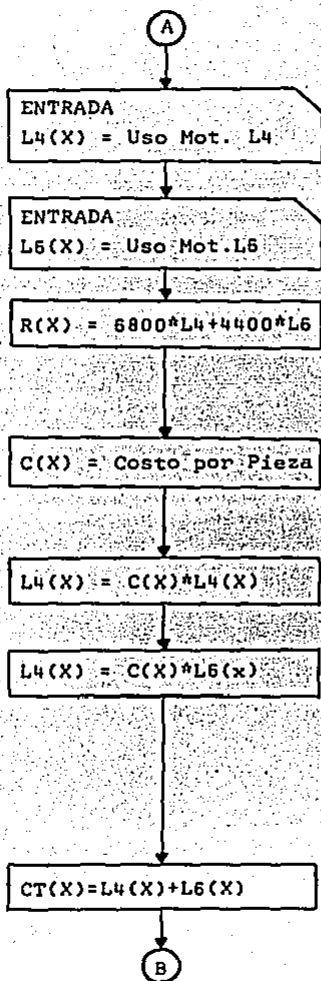 A
ENTRADA
L4(X) = Uso Mot. L4
ENTRADA
L6(X) = Uso Mot.L6
R(X) = 6800*L4+4400*L6
C(X) = Costo por Pieza
L4(X) = C(X)*L4(X)
L4(X) = C(X)*L6(x)
CT(X)=L4(X)+L6(X)
B